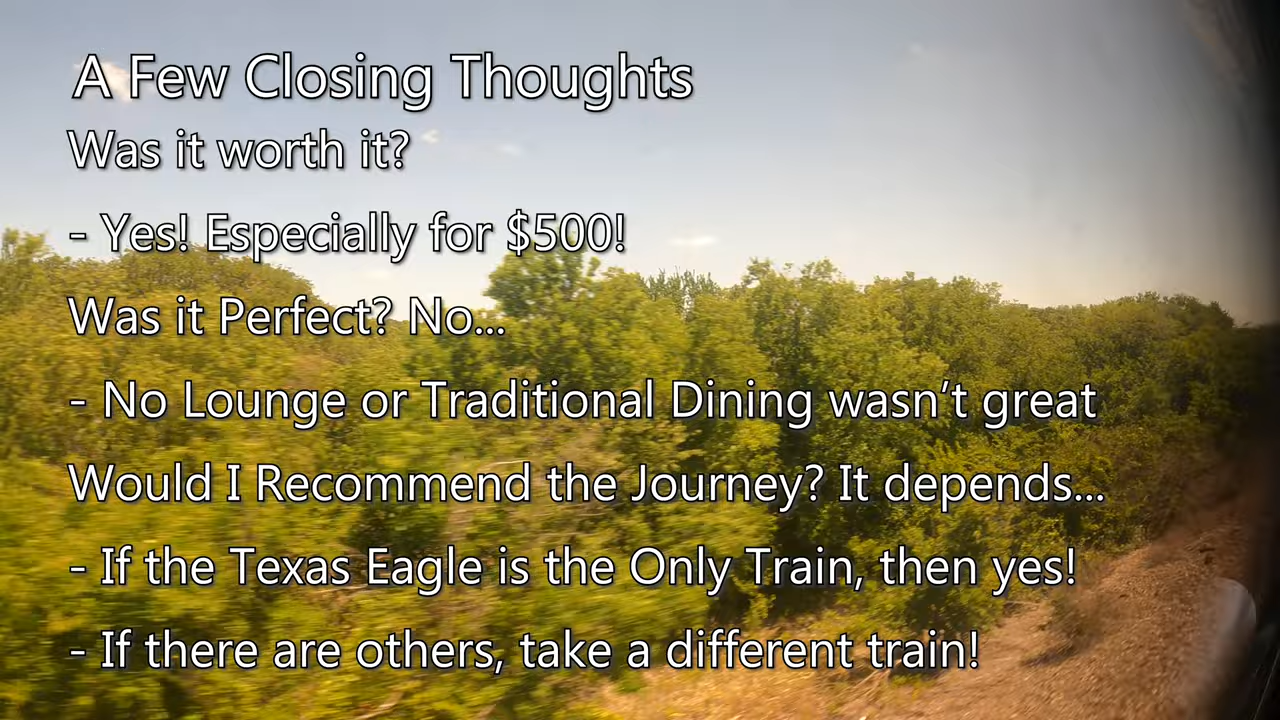 A Few Closing Thoughts
Was it worth it?
- Yes! Especially for $500!
Was it Perfect? No...
- No Lounge or Traditional Dining wasn’t great
Would I Recommend the Journey? It depends...
- If the Texas Eagle is the Only Train, then yes!
- If there are others, take a different train!